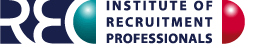 REC INSTITUTE OF
RECRUITMENT
PROFESSIONALS